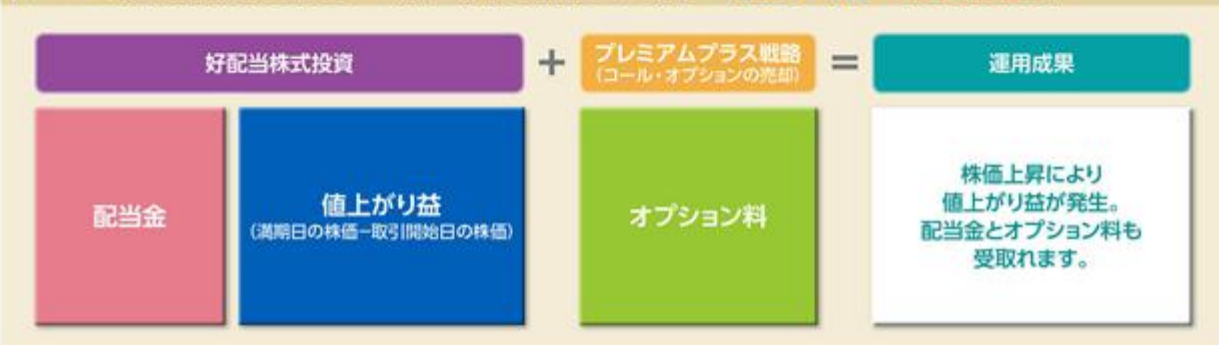 好配当株式投資
+
プレミアムプラス戦略
(コール・オプションの売却)
=
運用成果
配当金
値上がり益
(満期日の株価-取引開始日の株価)
オプション料
株価上昇により
値上がり益が発生。
配当金とオプション料も
受取れます。